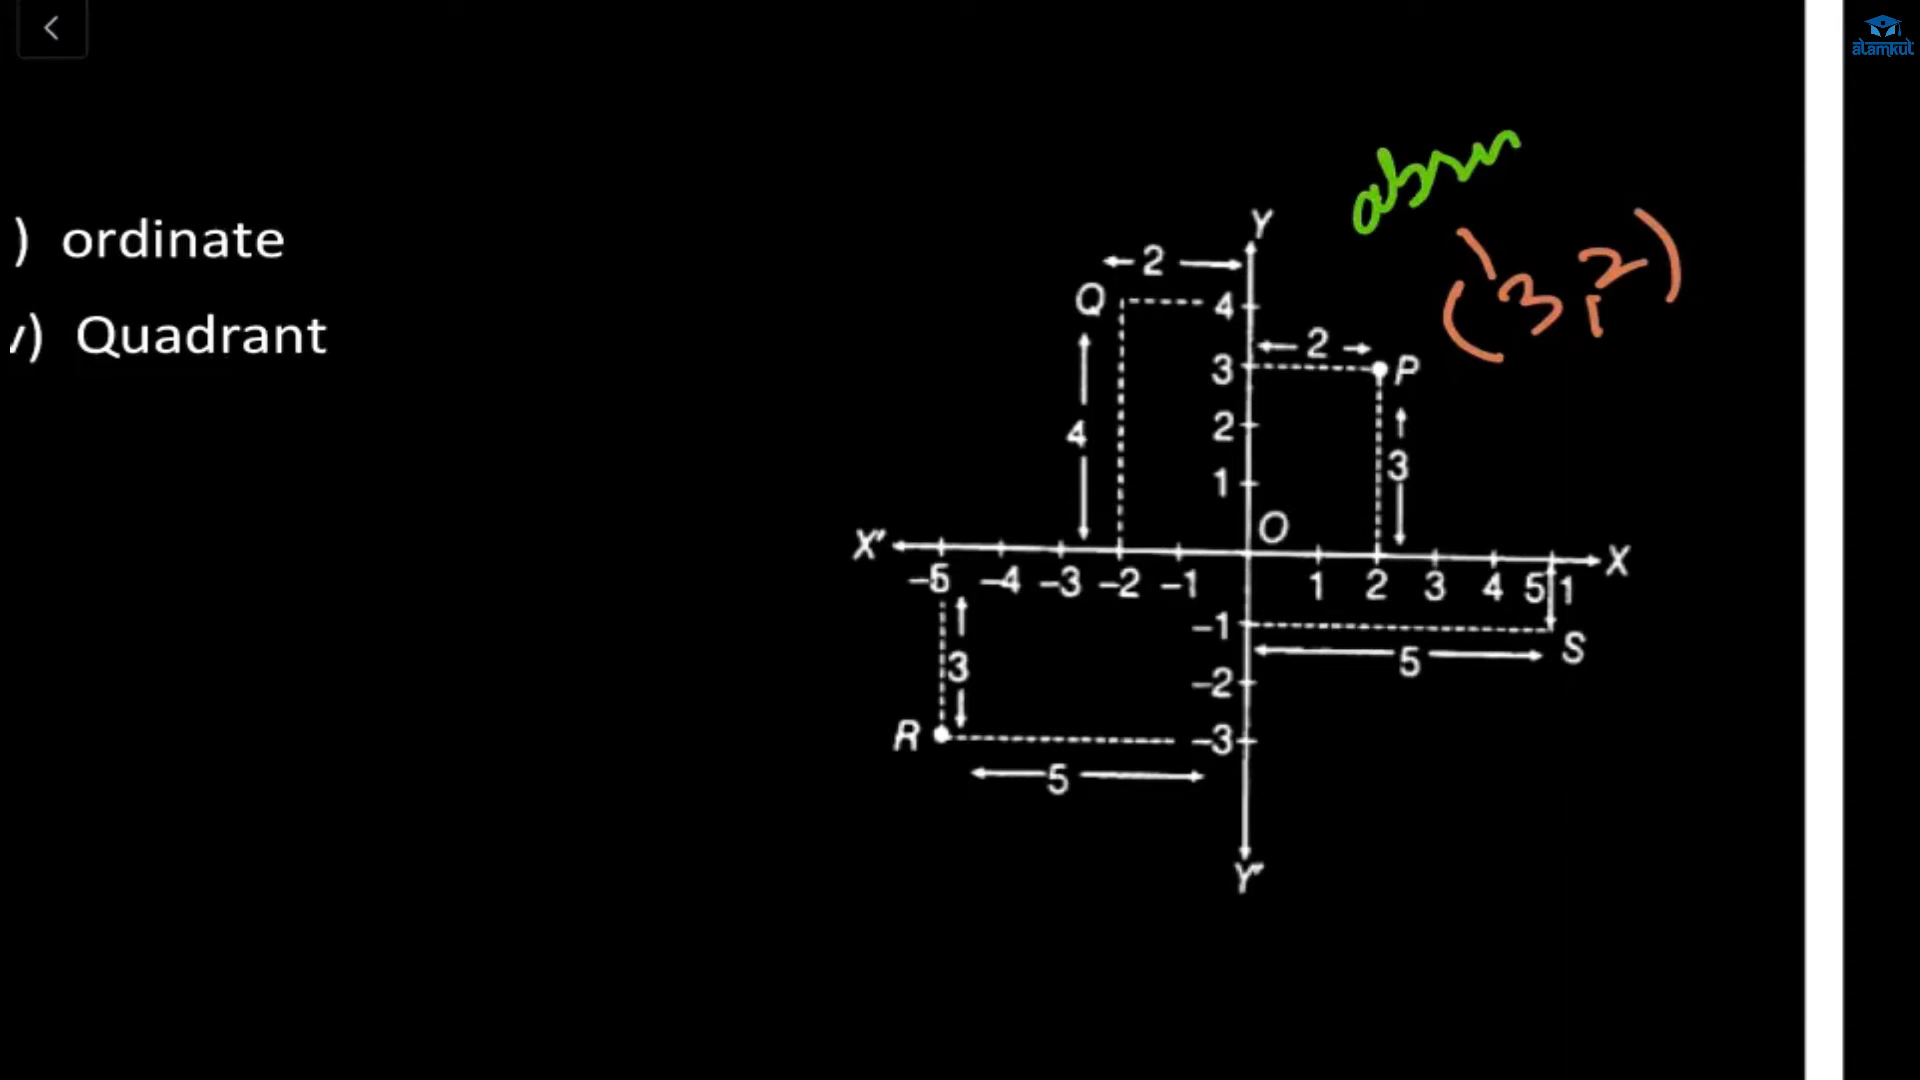 alamkut
) ordinate
v) Quadrant
Y
2
Q
4
(3,2)
2
3
P
2
4
3
1
O
X'
X
-5 -4 -3 -2 -1 1 2 3 4 5 1
-1
S
5
3
-2
R
-3
5
Y'